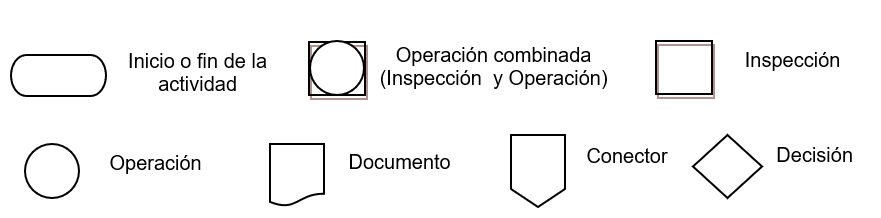 Inicio o fin de la
actividad
Operación combinada
(Inspección y Operación)
Inspección
Operación
Documento
Conector
Decisión